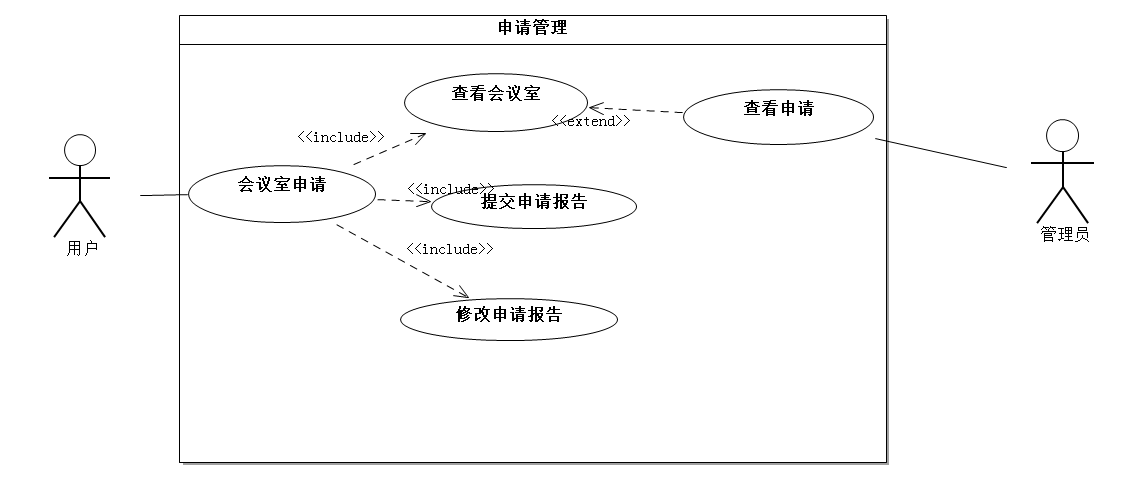 申请管理
查看会议室
查看申请
<<extend>>
<<include>>
会议室申请
<<include>>
提交申请报告
用户
管理员
<<include>>
修改申请报告